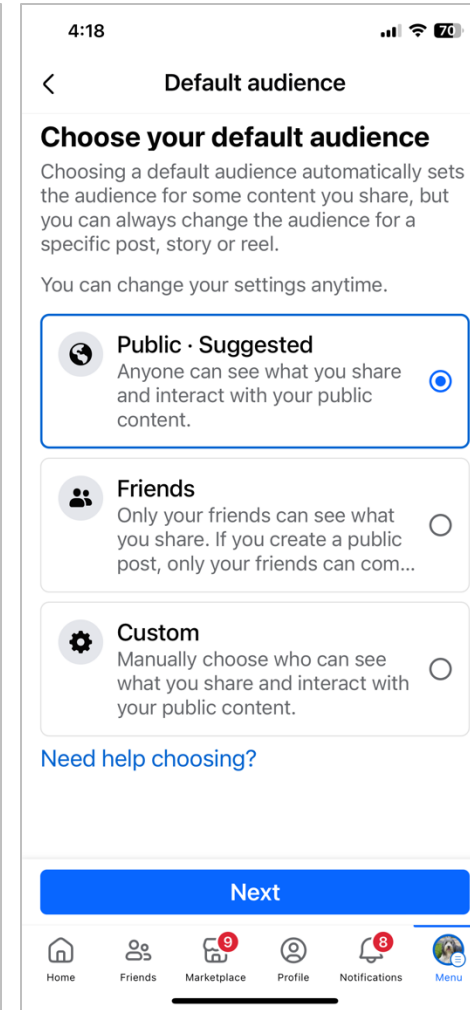 4:18
70
Default audience
Choose your default audience
Choosing a default audience automatically sets
the audience for some content you share, but
you can always change the audience for a
specific post, story or reel.
You can change your settings anytime.
Public · Suggested
Anyone can see what you share
and interact with your public
content.
Friends
Only your friends can see what
you share. If you create a public
post, only your friends can com...
Custom
Manually choose who can see
what you share and interact with
your public content.
Need help choosing?
Next
9
8
Home
Friends
Marketplace
Profile
Notifications
Menu